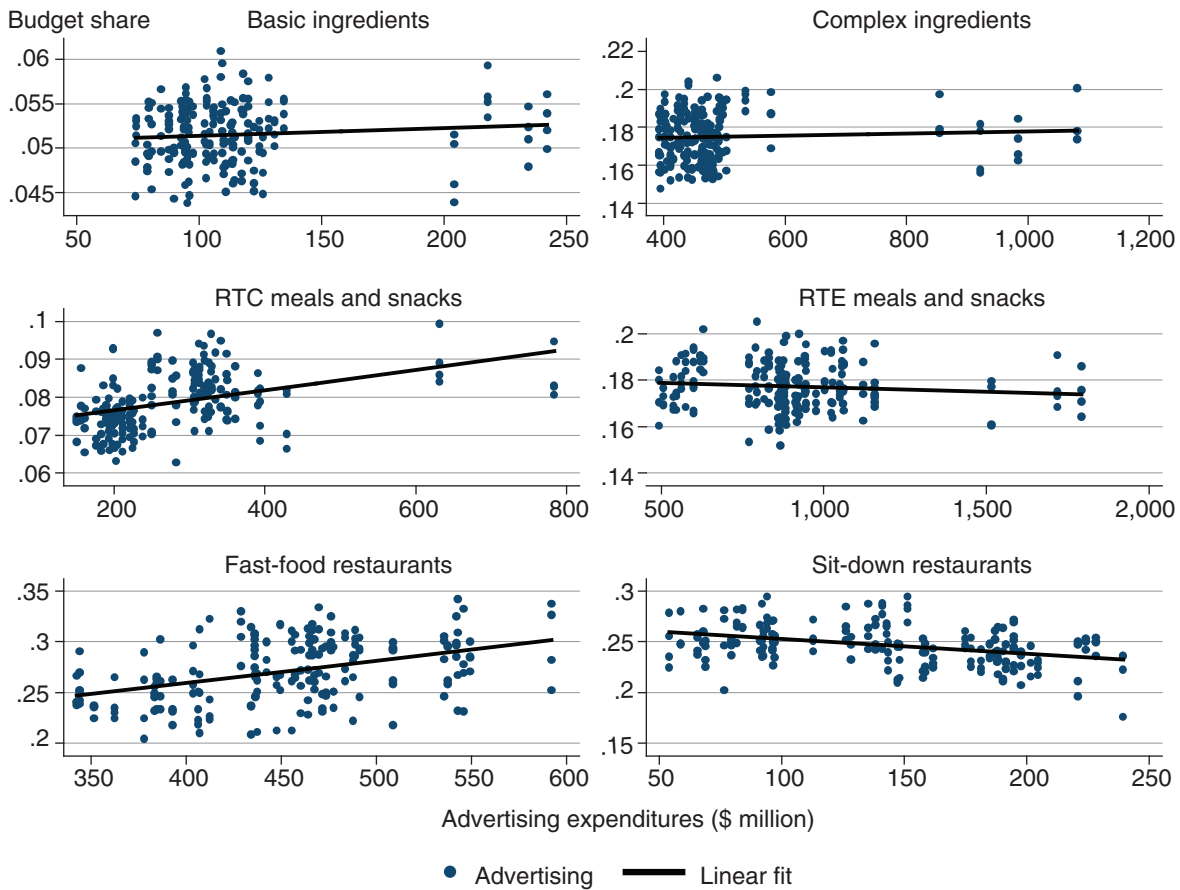 Budget share
Basic ingredients
.06
.055
.05
.045
50 100 150 200 250
Complex ingredients
.22
.2
.18
.16
.14
400 600 800 1,000 1,200
RTC meals and snacks
.1
.09
.08
.07
.06
200 400 600 800
RTE meals and snacks
.2
.18
.16
.14
500 1,000 1,500 2,000
Fast-food restaurants
.35
.3
.25
.2
350 400 450 500 550 600
Sit-down restaurants
.3
.25
.2
.15
50 100 150 200 250
Advertising expenditures ($ million)
Advertising Linear fit